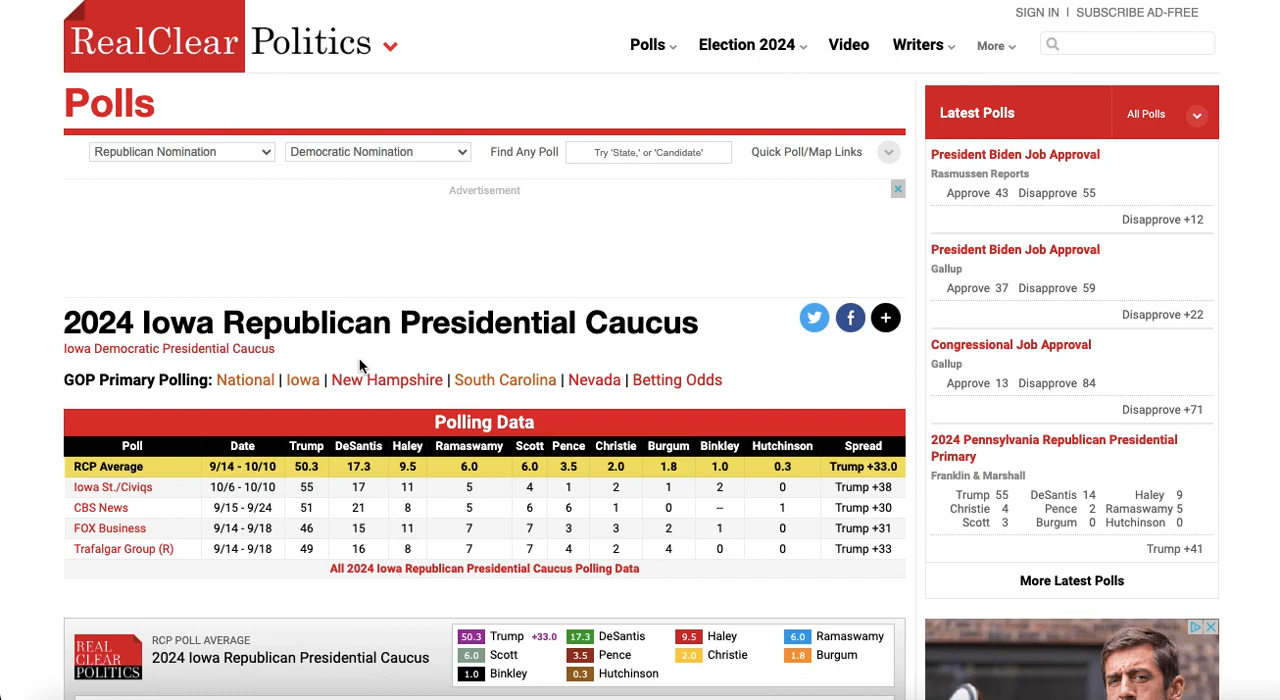 SIGN IN | SUBSCRIBE AD-FREE
RealClear Politics
Polls Election 2024 Video Writers More
Polls
Republican Nomination Democratic Nomination Find Any Poll Try 'State,' or 'Candidate' Quick Poll/Map Links
Advertisement
2024 Iowa Republican Presidential Caucus
Iowa Democratic Presidential Caucus
GOP Primary Polling: National | Iowa | New Hampshire | South Carolina | Nevada | Betting Odds
Polling Data
Poll Date Trump DeSantis Haley Ramaswamy Scott Pence Christie Burgum Binkley Hutchinson Spread
RCP Average 9/14 - 10/10 50.3 17.3 9.5 6.0 6.0 3.5 2.0 1.8 1.0 0.3 Trump +33.0
Iowa St./Civiqs 10/6 - 10/10 55 17 11 5 4 1 2 1 2 0 Trump +38
CBS News 9/15 - 9/24 51 21 8 5 6 6 1 0 -- 1 Trump +30
FOX Business 9/14 - 9/18 46 15 11 7 7 3 3 2 1 0 Trump +31
Trafalgar Group (R) 9/14 - 9/18 49 16 8 7 7 4 2 4 0 0 Trump +33
All 2024 Iowa Republican Presidential Caucus Polling Data
REAL
CLEAR
POLITICS
RCP POLL AVERAGE
2024 Iowa Republican Presidential Caucus
50.3 Trump +33.0 17.3 DeSantis 9.5 Haley 6.0 Ramaswamy
6.0 Scott 3.5 Pence 2.0 Christie 1.8 Burgum
1.0 Binkley 0.3 Hutchinson
Latest Polls All Polls
President Biden Job Approval
Rasmussen Reports
Approve 43 Disapprove 55
Disapprove +12
President Biden Job Approval
Gallup
Approve 37 Disapprove 59
Disapprove +22
Congressional Job Approval
Gallup
Approve 13 Disapprove 84
Disapprove +71
2024 Pennsylvania Republican Presidential
Primary
Franklin & Marshall
Trump 55 DeSantis 14 Haley 9
Christie 4 Pence 2 Ramaswamy 5
Scott 3 Burgum 0 Hutchinson 0
Trump +41
More Latest Polls